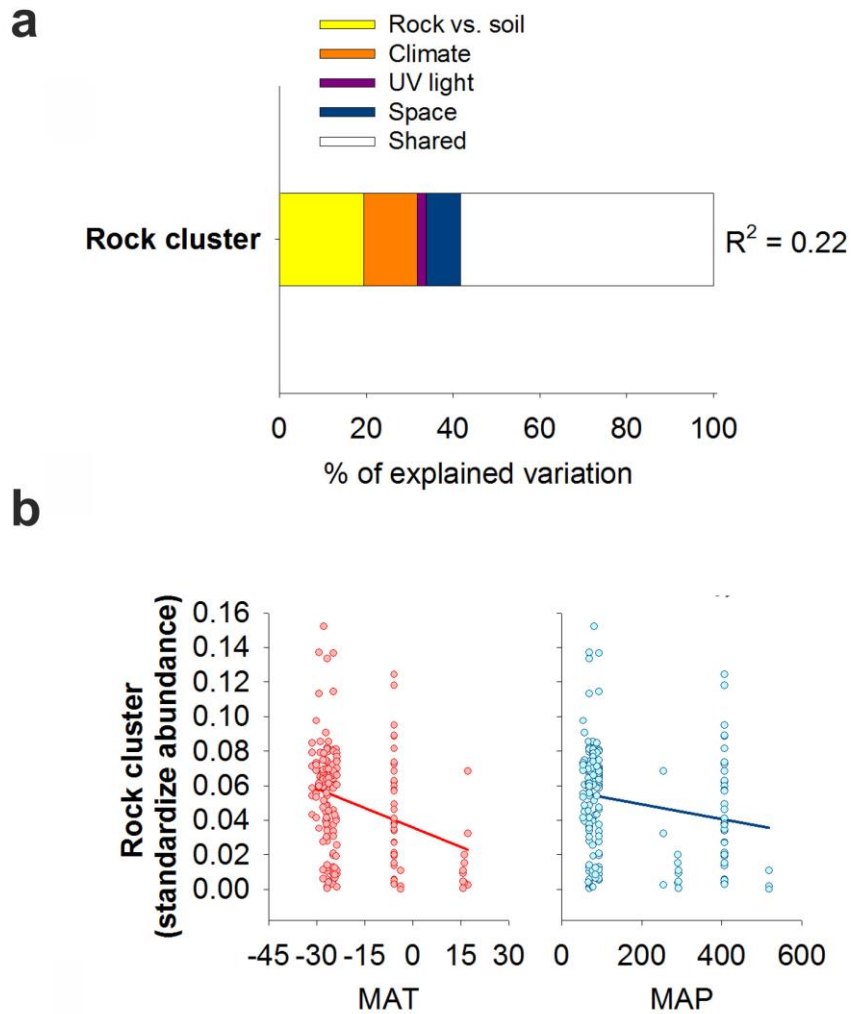 a
Rock vs. soil
Climate
UV light
Space
Shared
Rock cluster
R² = 0.22
0 20 40 60 80 100
% of explained variation
b
Rock cluster
(standardize abundance)
0.16
0.14
0.12
0.10
0.08
0.06
0.04
0.02
0.00
-45 -30 -15 0 15 30
MAT
0 200 400 600
MAP